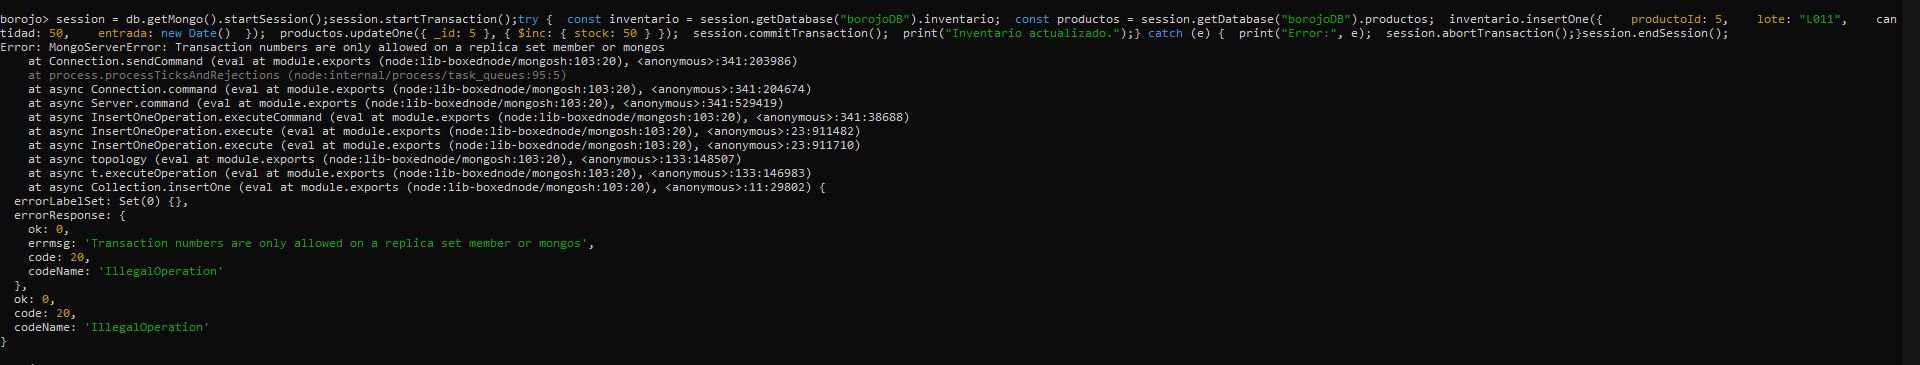 borojo> session = db.getMongo().startSession();session.startTransaction();try {  const inventario = session.getDatabase("borojoDB").inventario;  const productos = session.getDatabase("borojoDB").productos;  inventario.insertOne({    productoId: 5,    lote: "L011",    can
tidad: 50,    entrada: new Date()  });  productos.updateOne({ _id: 5 }, { $inc: { stock: 50 } });  session.commitTransaction();  print("Inventario actualizado.");} catch (e) {  print("Error:", e);  session.abortTransaction();}session.endSession();
Error: MongoServerError: Transaction numbers are only allowed on a replica set member or mongos
    at Connection.sendCommand (eval at module.exports (node:lib-boxednode/mongosh:103:20), <anonymous>:341:203986)
    at process.processTicksAndRejections (node:internal/process/task_queues:95:5)
    at async Connection.command (eval at module.exports (node:lib-boxednode/mongosh:103:20), <anonymous>:341:204674)
    at async Server.command (eval at module.exports (node:lib-boxednode/mongosh:103:20), <anonymous>:341:529419)
    at async InsertOneOperation.executeCommand (eval at module.exports (node:lib-boxednode/mongosh:103:20), <anonymous>:341:38688)
    at async InsertOneOperation.execute (eval at module.exports (node:lib-boxednode/mongosh:103:20), <anonymous>:23:911482)
    at async InsertOneOperation.execute (eval at module.exports (node:lib-boxednode/mongosh:103:20), <anonymous>:23:911710)
    at async topology (eval at module.exports (node:lib-boxednode/mongosh:103:20), <anonymous>:133:148507)
    at async t.executeOperation (eval at module.exports (node:lib-boxednode/mongosh:103:20), <anonymous>:133:146983)
    at async Collection.insertOne (eval at module.exports (node:lib-boxednode/mongosh:103:20), <anonymous>:11:29802) {
  errorLabelSet: Set(0) {},
  errorResponse: {
    ok: 0,
    errmsg: 'Transaction numbers are only allowed on a replica set member or mongos',
    code: 20,
    codeName: 'IllegalOperation'
  },
  ok: 0,
  code: 20,
  codeName: 'IllegalOperation'
}